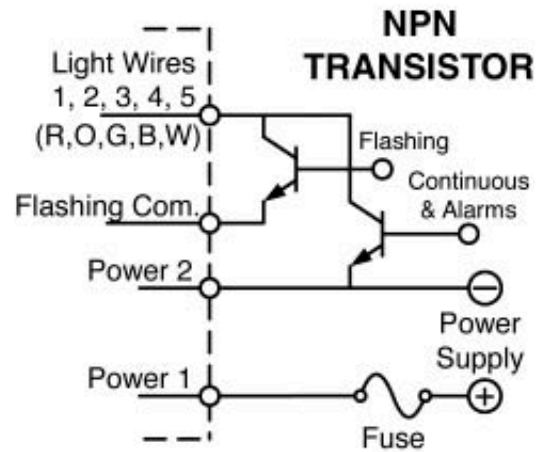 NPN
TRANSISTOR
Light Wires
1, 2, 3, 4, 5
(R,O,G,B,W)
Flashing
Continuous
& Alarms
Flashing Com.
Power 2
Power
Supply
Power 1
Fuse